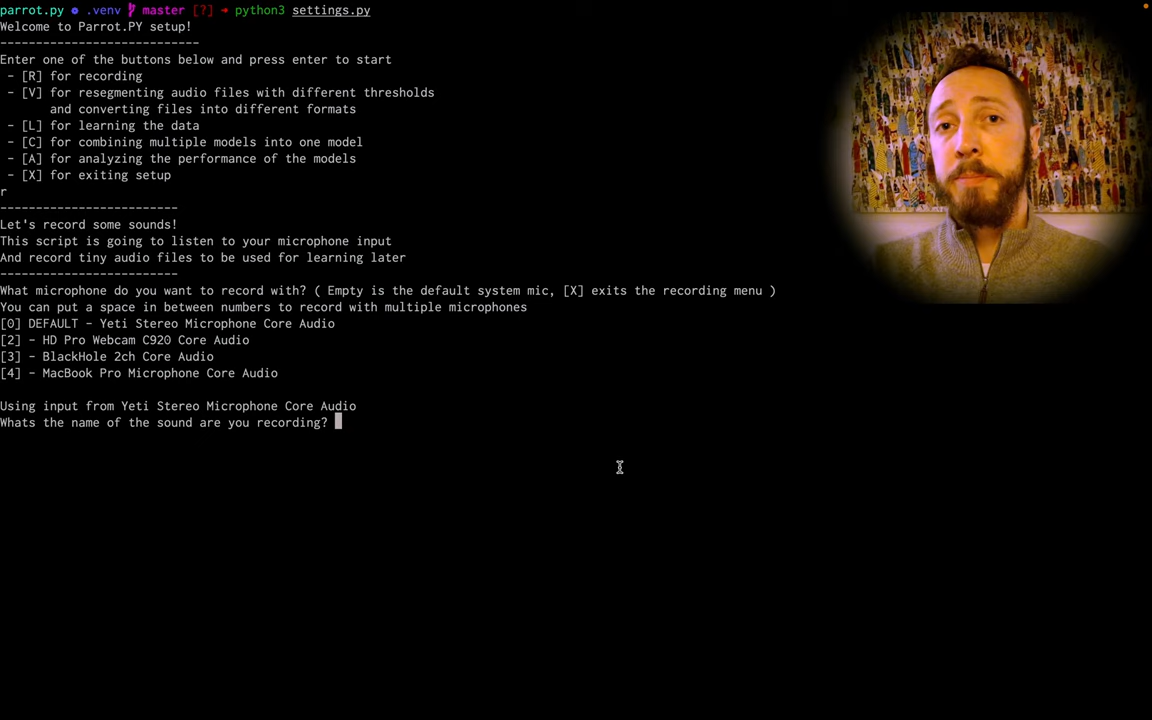 parrot.py .venv master [?] → python3 settings.py
Welcome to Parrot.PY setup!
----------------------------
Enter one of the buttons below and press enter to start
 - [R] for recording
 - [V] for resegmenting audio files with different thresholds
       and converting files into different formats
 - [L] for learning the data
 - [C] for combining multiple models into one model
 - [A] for analyzing the performance of the models
 - [X] for exiting setup
r
-------------------------
Let's record some sounds!
This script is going to listen to your microphone input
And record tiny audio files to be used for learning later
-------------------------
What microphone do you want to record with? ( Empty is the default system mic, [X] exits the recording menu )
You can put a space in between numbers to record with multiple microphones
[0] DEFAULT - Yeti Stereo Microphone Core Audio
[2] - HD Pro Webcam C920 Core Audio
[3] - BlackHole 2ch Core Audio
[4] - MacBook Pro Microphone Core Audio
Using input from Yeti Stereo Microphone Core Audio
Whats the name of the sound are you recording?